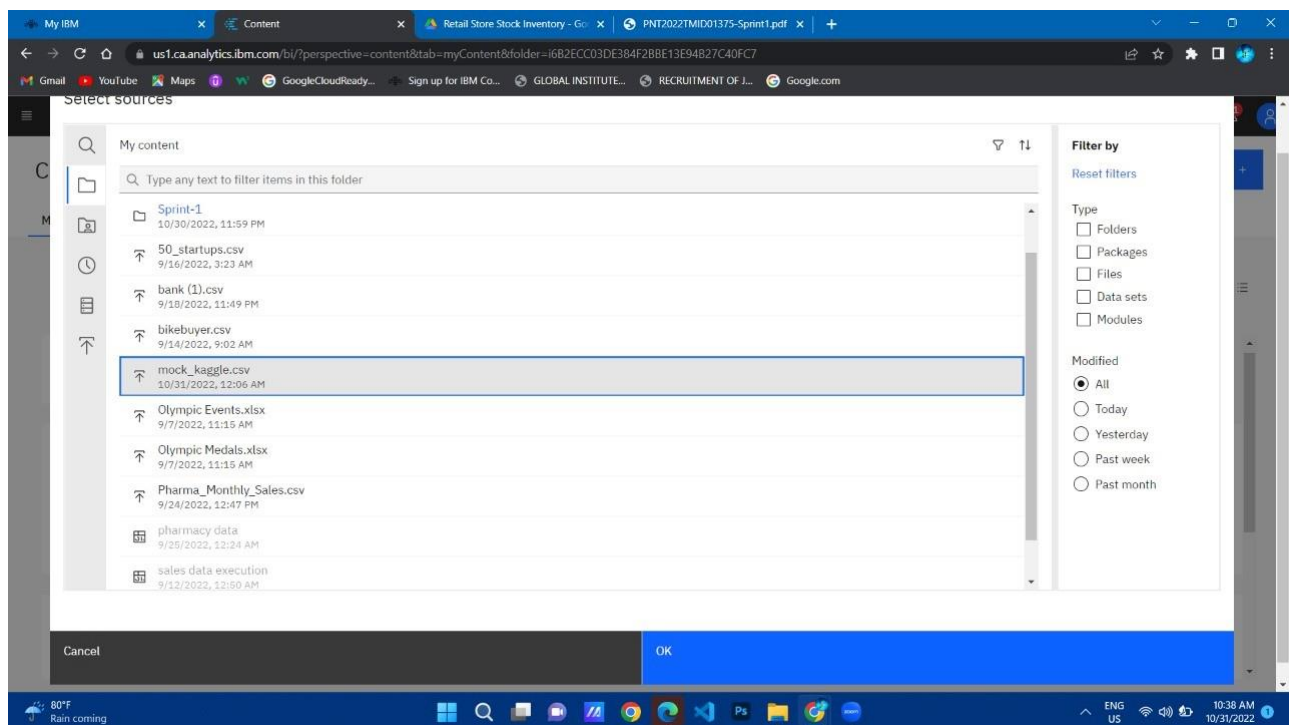 My IBM
Content
Retail Store Stock Inventory - Go
PNT2022TMID01375-Sprint1.pdf
us1.ca.analytics.ibm.com/bi/?perspective=content&tab=myContent&folder=i6B2ECC03DE384F2BBE13E94827C40FC7
Gmail YouTube Maps GoogleCloudReady... Sign up for IBM Co... GLOBAL INSTITUTE... RECRUITMENT OF J... Google.com
Select sources
My content
Type any text to filter items in this folder
Sprint-1
10/30/2022, 11:59 PM
50_startups.csv
9/16/2022, 3:23 AM
bank (1).csv
9/18/2022, 11:49 PM
bikebuyer.csv
9/14/2022, 9:02 AM
mock_kaggle.csv
10/31/2022, 12:06 AM
Olympic Events.xlsx
9/7/2022, 11:15 AM
Olympic Medals.xlsx
9/7/2022, 11:15 AM
Pharma_Monthly_Sales.csv
9/24/2022, 12:47 PM
pharmacy data
9/25/2022, 12:24 AM
sales data execution
9/12/2022, 12:50 AM
Filter by
Reset filters
Type
Folders
Packages
Files
Data sets
Modules
Modified
All
Today
Yesterday
Past week
Past month
Cancel
OK
80°F
Rain coming
ENG
US
10:38 AM
10/31/2022